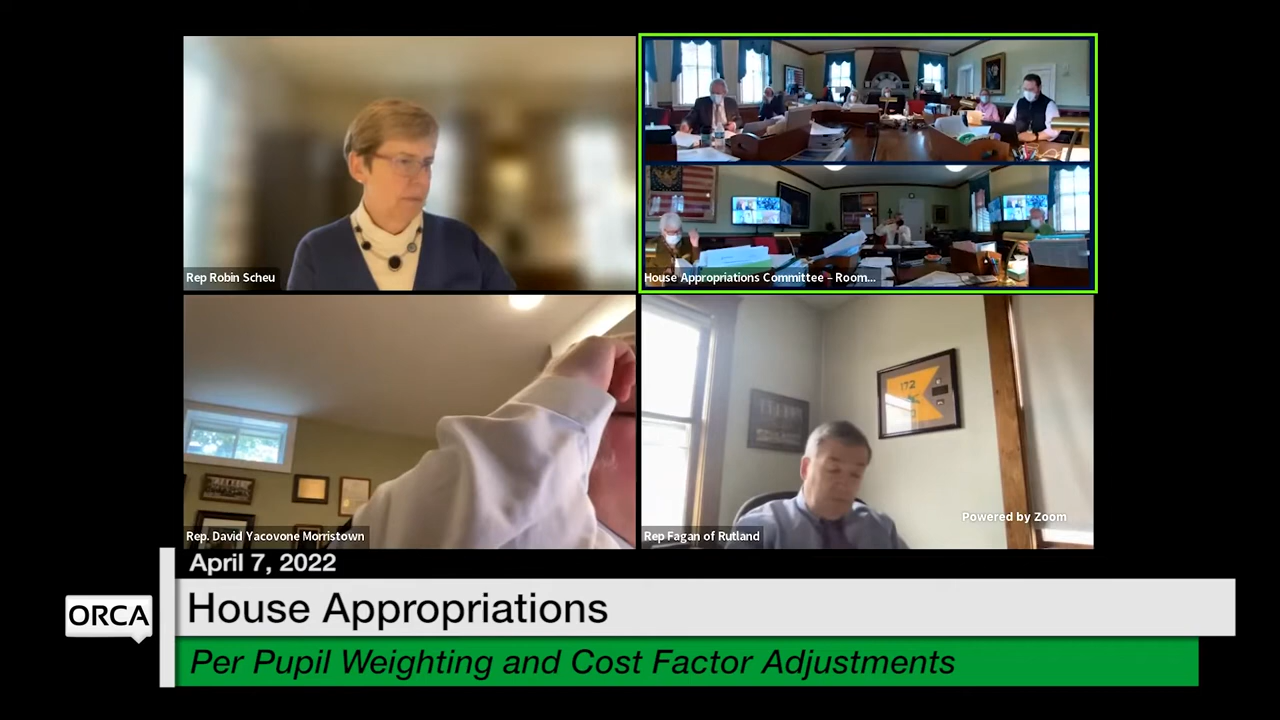 Rep Robin Scheu
House Appropriations Committee – Room...
172
Rep. David Yacovone Morristown
Rep Fagan of Rutland
Powered by Zoom
April 7, 2022
ORCA
House Appropriations
Per Pupil Weighting and Cost Factor Adjustments